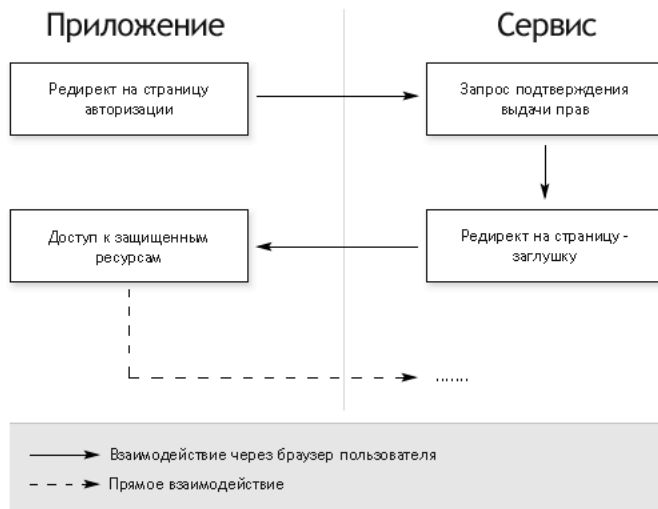 Приложение
Сервис
Редирект на страницу
авторизации
Запрос подтверждения
выдачи прав
Доступ к защищенным
ресурсам
Редирект на страницу -
заглушку
.......
Взаимодействие через браузер пользователя
Прямое взаимодействие